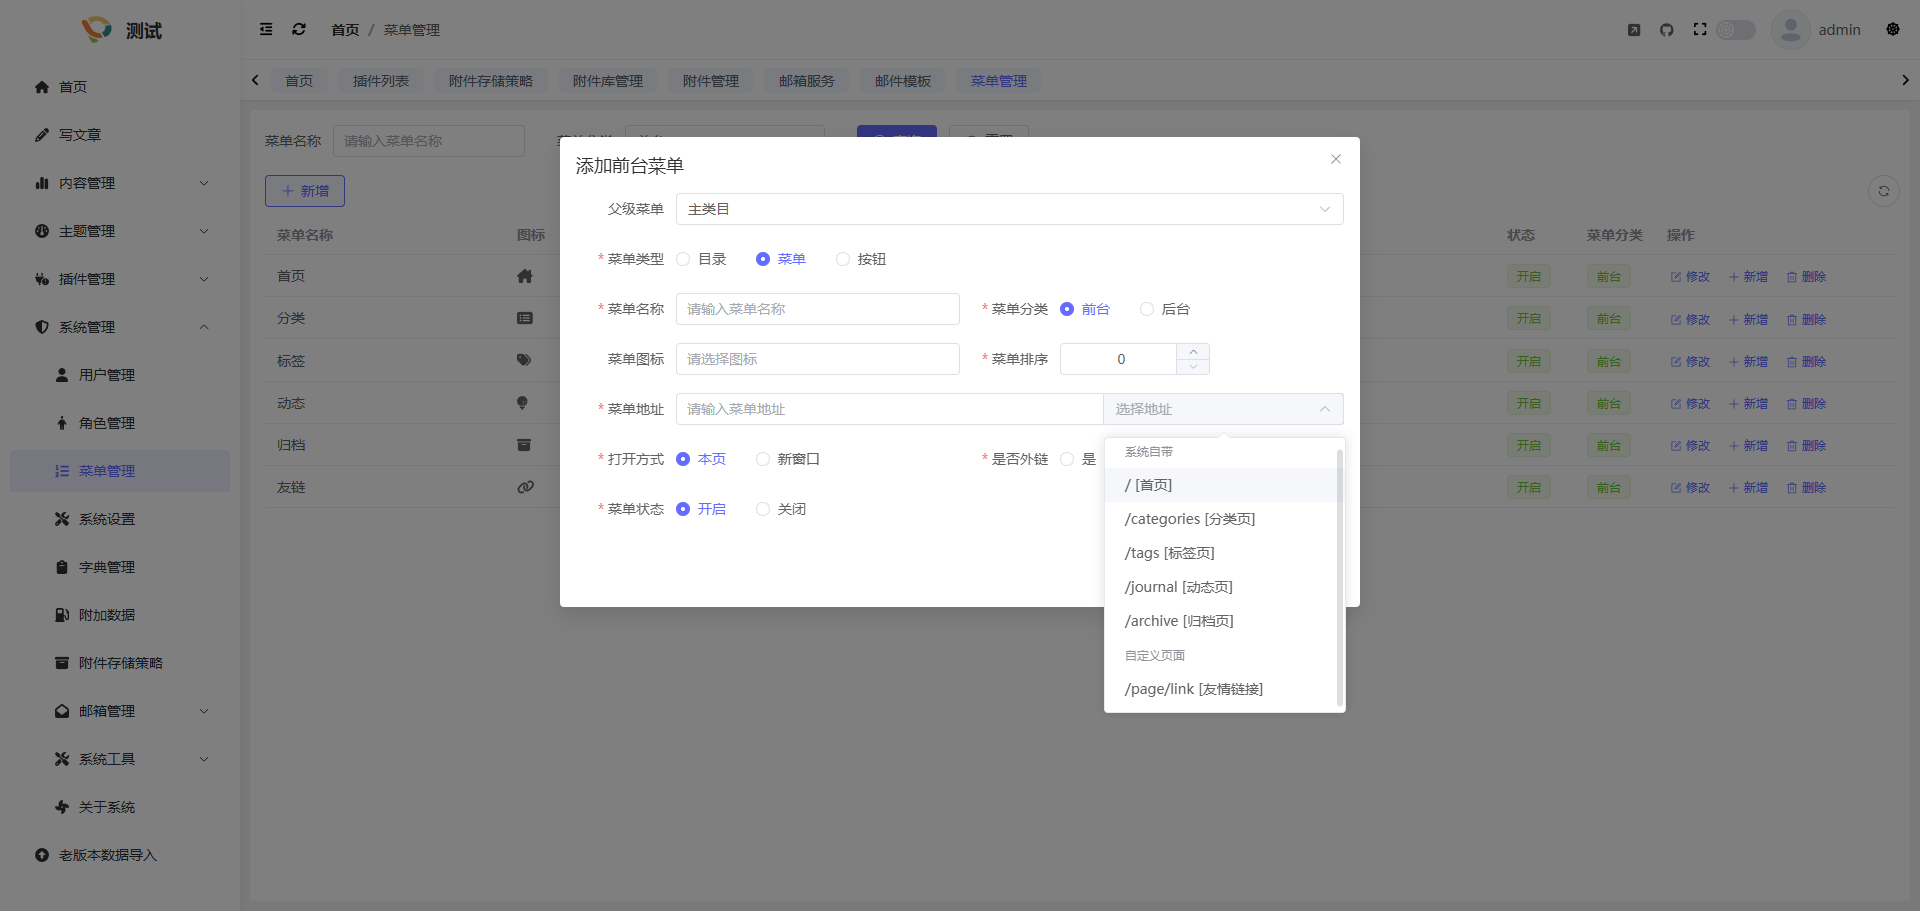 测试
首页 / 菜单管理
admin
首页
插件列表
附件存储策略
附件库管理
附件管理
邮箱服务
邮件模板
菜单管理
首页
写文章
内容管理
主题管理
插件管理
系统管理
用户管理
角色管理
菜单管理
系统设置
字典管理
附加数据
附件存储策略
邮箱管理
系统工具
关于系统
老版本数据导入
菜单名称 请输入菜单名称
新增
菜单名称 图标 状态 菜单分类 操作
首页 开启 前台 修改 新增 删除
分类 开启 前台 修改 新增 删除
标签 开启 前台 修改 新增 删除
动态 开启 前台 修改 新增 删除
归档 开启 前台 修改 新增 删除
友链 开启 前台 修改 新增 删除
添加前台菜单
父级菜单 主类目
* 菜单类型 目录 菜单 按钮
* 菜单名称 请输入菜单名称 * 菜单分类 前台 后台
菜单图标 请选择图标 * 菜单排序 0
* 菜单地址 请输入菜单地址 选择地址
* 打开方式 本页 新窗口 * 是否外链 是
* 菜单状态 开启 关闭
系统自带
/ [首页]
/categories [分类页]
/tags [标签页]
/journal [动态页]
/archive [归档页]
自定义页面
/page/link [友情链接]